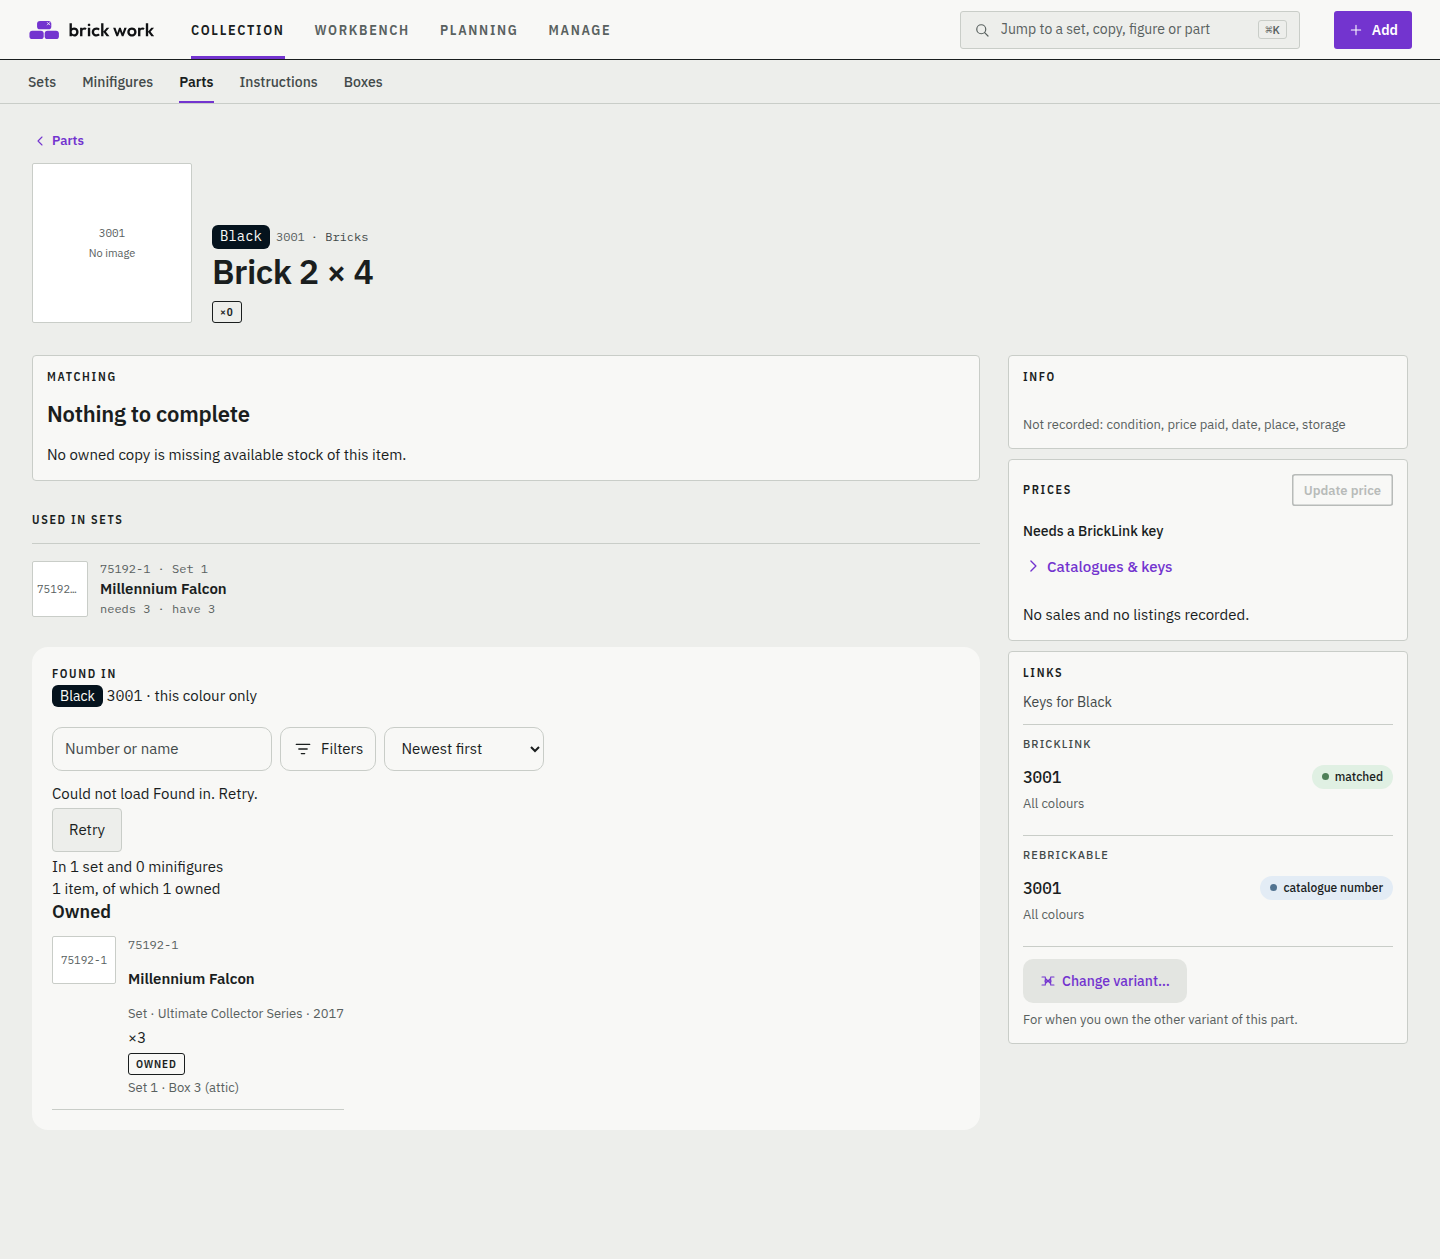 brick work
COLLECTION WORKBENCH PLANNING MANAGE
Jump to a set, copy, figure or part
⌘K
Add
Sets Minifigures Parts Instructions Boxes
Parts
3001
No image
Black 3001 · Bricks
Brick 2 × 4
×0
MATCHING
Nothing to complete
No owned copy is missing available stock of this item.
USED IN SETS
75192…
75192-1 · Set 1
Millennium Falcon
needs 3 · have 3
FOUND IN
Black 3001 · this colour only
Number or name
Filters
Newest first
Could not load Found in. Retry.
Retry
In 1 set and 0 minifigures
1 item, of which 1 owned
Owned
75192-1
75192-1
Millennium Falcon
Set · Ultimate Collector Series · 2017
×3
OWNED
Set 1 · Box 3 (attic)
INFO
Not recorded: condition, price paid, date, place, storage
PRICES
Update price
Needs a BrickLink key
Catalogues & keys
No sales and no listings recorded.
LINKS
Keys for Black
BRICKLINK
3001
matched
All colours
REBRICKABLE
3001
catalogue number
All colours
Change variant…
For when you own the other variant of this part.